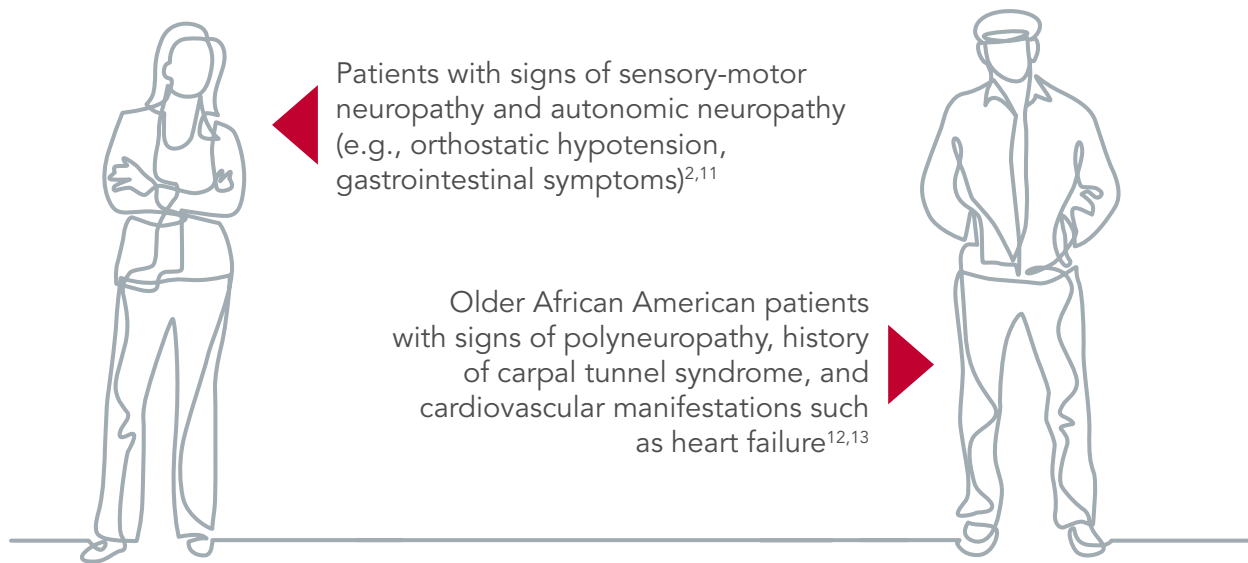 Patients with signs of sensory-motor
neuropathy and autonomic neuropathy
(e.g., orthostatic hypotension,
gastrointestinal symptoms)2,11
Older African American patients
with signs of polyneuropathy, history
of carpal tunnel syndrome, and
cardiovascular manifestations such
as heart failure12,13